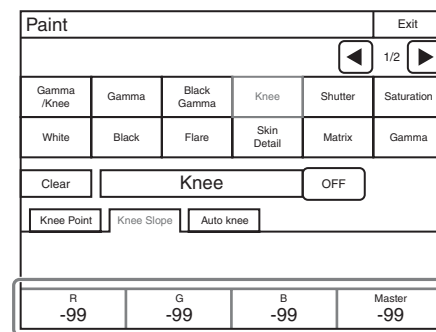 Paint Exit
1/2
Gamma /Knee Gamma Black Gamma Knee Shutter Saturation
White Black Flare Skin Detail Matrix Gamma
Clear Knee OFF
Knee Point Knee Slope Auto knee
R G B Master
-99 -99 -99 -99